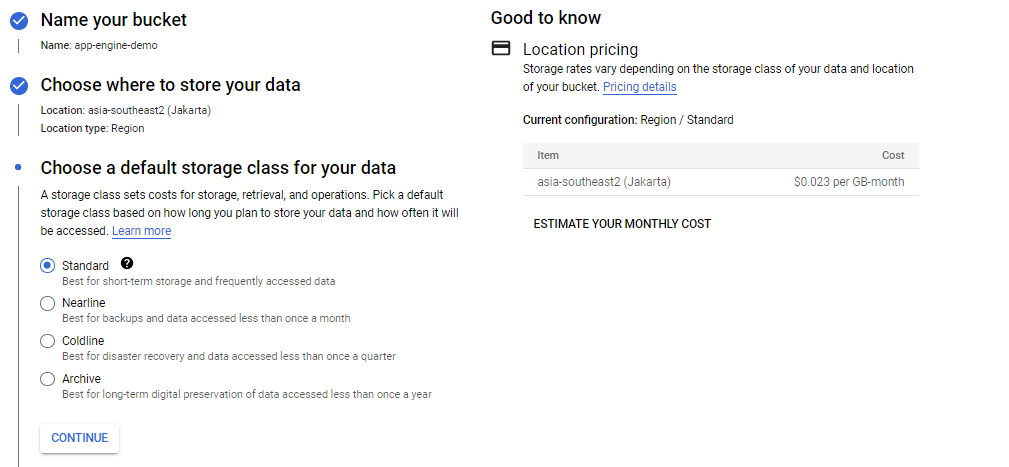 Name your bucket
Name: app-engine-demo
Choose where to store your data
Location: asia-southeast2 (Jakarta)
Location type: Region
Choose a default storage class for your data
A storage class sets costs for storage, retrieval, and operations. Pick a default
storage class based on how long you plan to store your data and how often it will
be accessed. Learn more
Standard
Best for short-term storage and frequently accessed data
Nearline
Best for backups and data accessed less than once a month
Coldline
Best for disaster recovery and data accessed less than once a quarter
Archive
Best for long-term digital preservation of data accessed less than once a year
CONTINUE
Good to know
Location pricing
Storage rates vary depending on the storage class of your data and location
of your bucket. Pricing details
Current configuration: Region / Standard
Item Cost
asia-southeast2 (Jakarta) $0.023 per GB-month
ESTIMATE YOUR MONTHLY COST